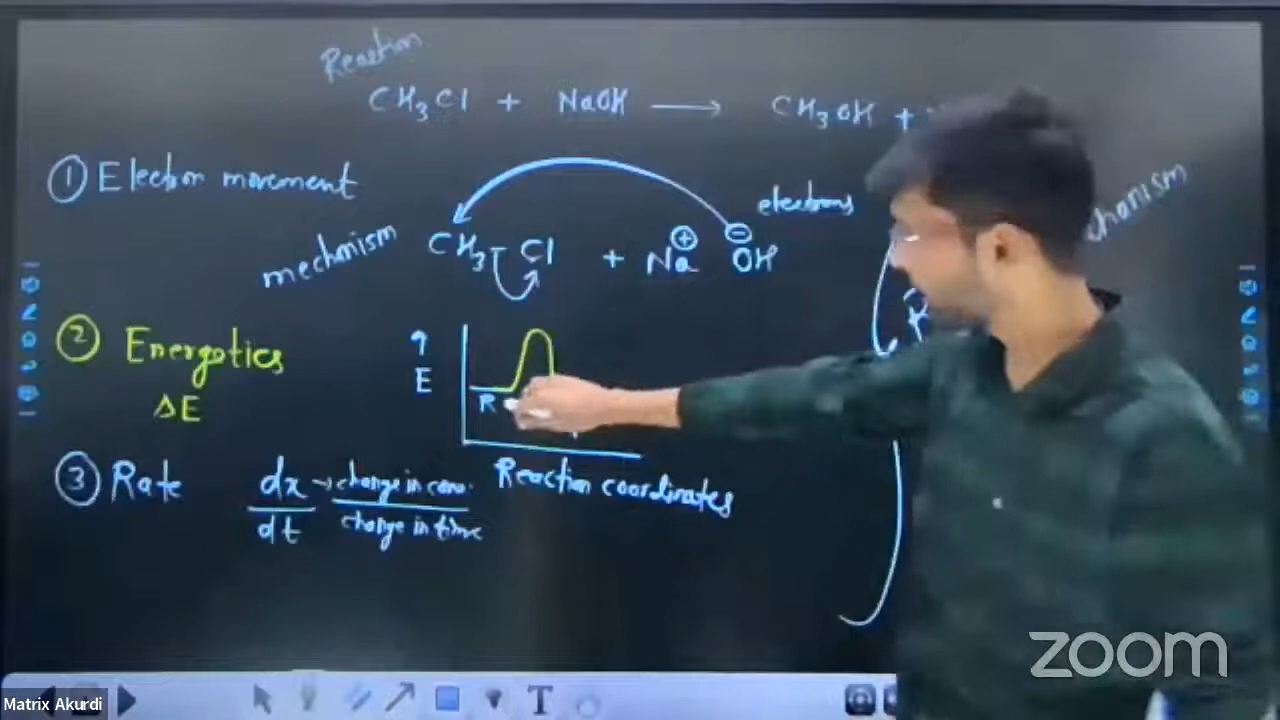 Reaction
CH₃Cl + NaOH ⟶ CH₃OH +
① Electron movement
electrons
mechanism CH₃ Cl + Na⊕ ⊖OH
chanism
② Energetics
ΔE
↑
E
R
③ Rate dx → change in conc.
dt change in time
Reaction coordinates
T
zoom
Matrix Akurdi